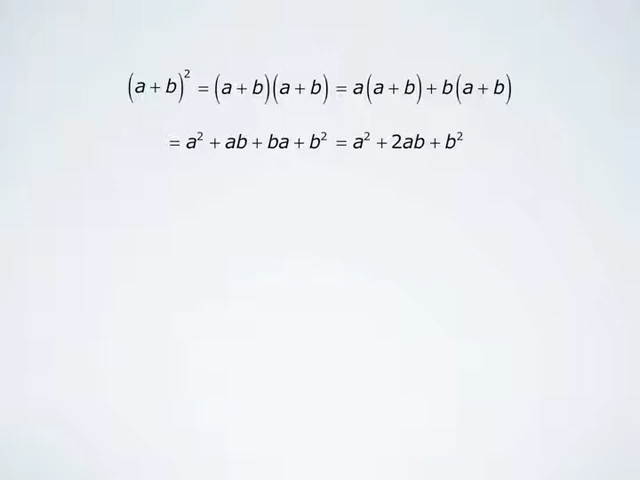 (a + b)² = (a + b)(a + b) = a(a + b) + b(a + b)
= a² + ab + ba + b² = a² + 2ab + b²